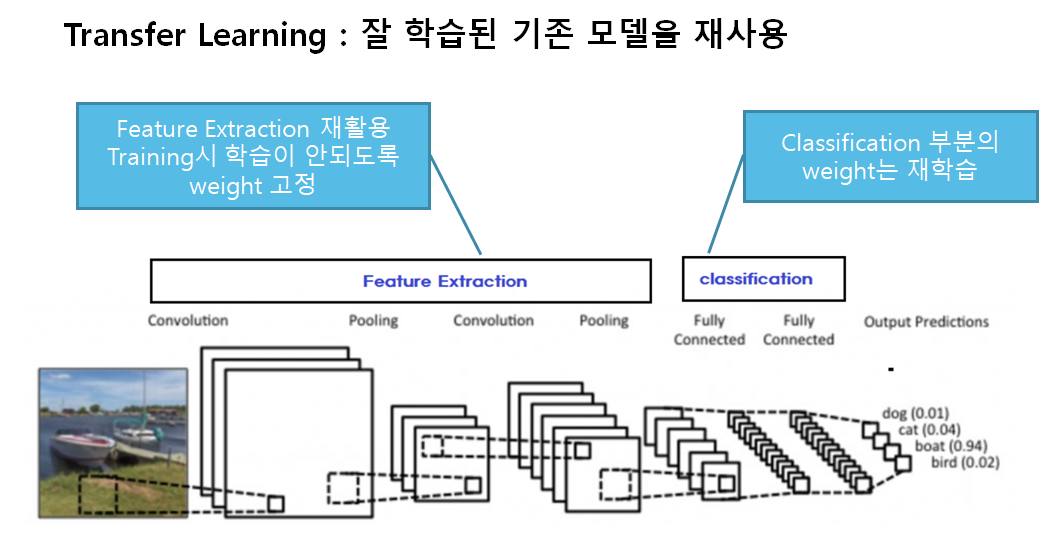 Transfer Learning : 잘 학습된 기존 모델을 재사용
Feature Extraction 재활용
Training시 학습이 안되도록
weight 고정
Classification 부분의
weight는 재학습
Feature Extraction
classification
Convolution
Pooling
Convolution
Pooling
Fully
Connected
Fully
Connected
Output Predictions
dog (0.01)
cat (0.04)
boat (0.94)
bird (0.02)